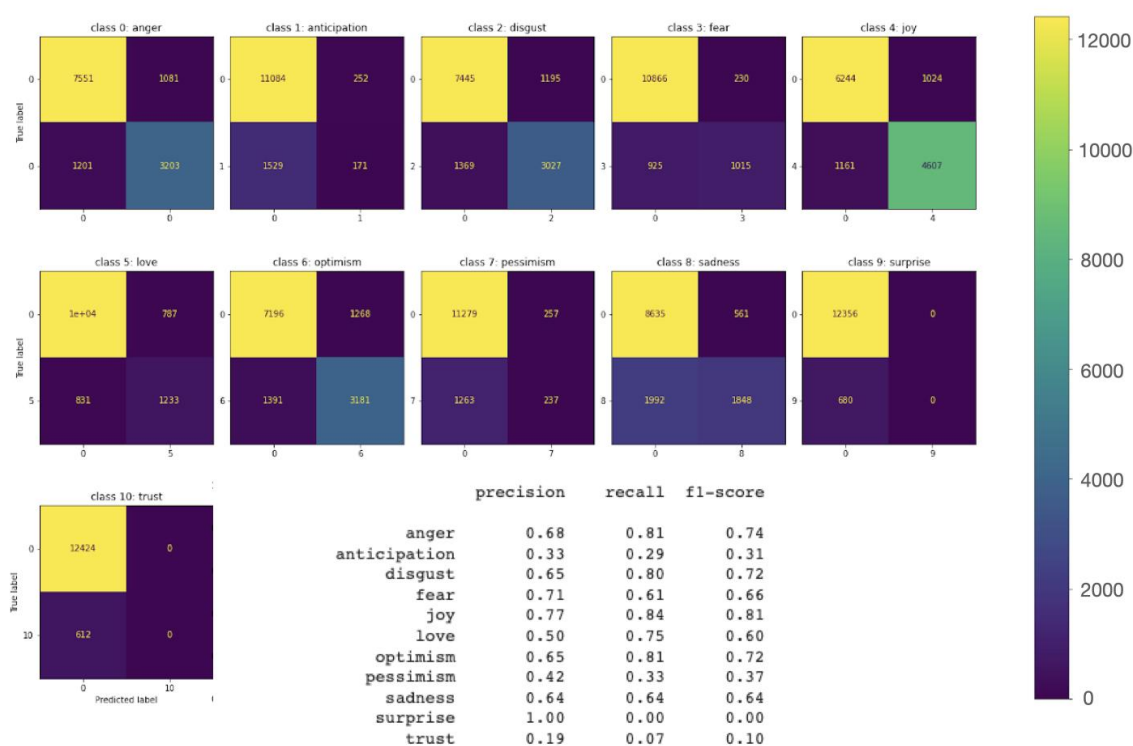 class 0: anger class 1: anticipation class 2: disgust class 3: fear class 4: joy
0 7551 1081 0 11084 252 0 7445 1195 0 10866 230 0 6244 1024
True label
0 1201 3203 1 1529 171 2 1369 3027 3 925 1015 4 1161 4607
0 0 0 1 0 2 0 3 0 4
class 5: love class 6: optimism class 7: pessimism class 8: sadness class 9: surprise
0 1e+04 787 0 7196 1268 0 11279 257 0 8635 561 0 12356 0
True label
5 831 1233 6 1391 3181 7 1263 237 8 1992 1848 9 680 0
0 5 0 6 0 7 0 8 0 9
class 10: trust
0 12424 0
True label
10 612 0
0 10
Predicted label
precision recall f1-score
anger 0.68 0.81 0.74
anticipation 0.33 0.29 0.31
disgust 0.65 0.80 0.72
fear 0.71 0.61 0.66
joy 0.77 0.84 0.81
love 0.50 0.75 0.60
optimism 0.65 0.81 0.72
pessimism 0.42 0.33 0.37
sadness 0.64 0.64 0.64
surprise 1.00 0.00 0.00
trust 0.19 0.07 0.10
12000
10000
8000
6000
4000
2000
0